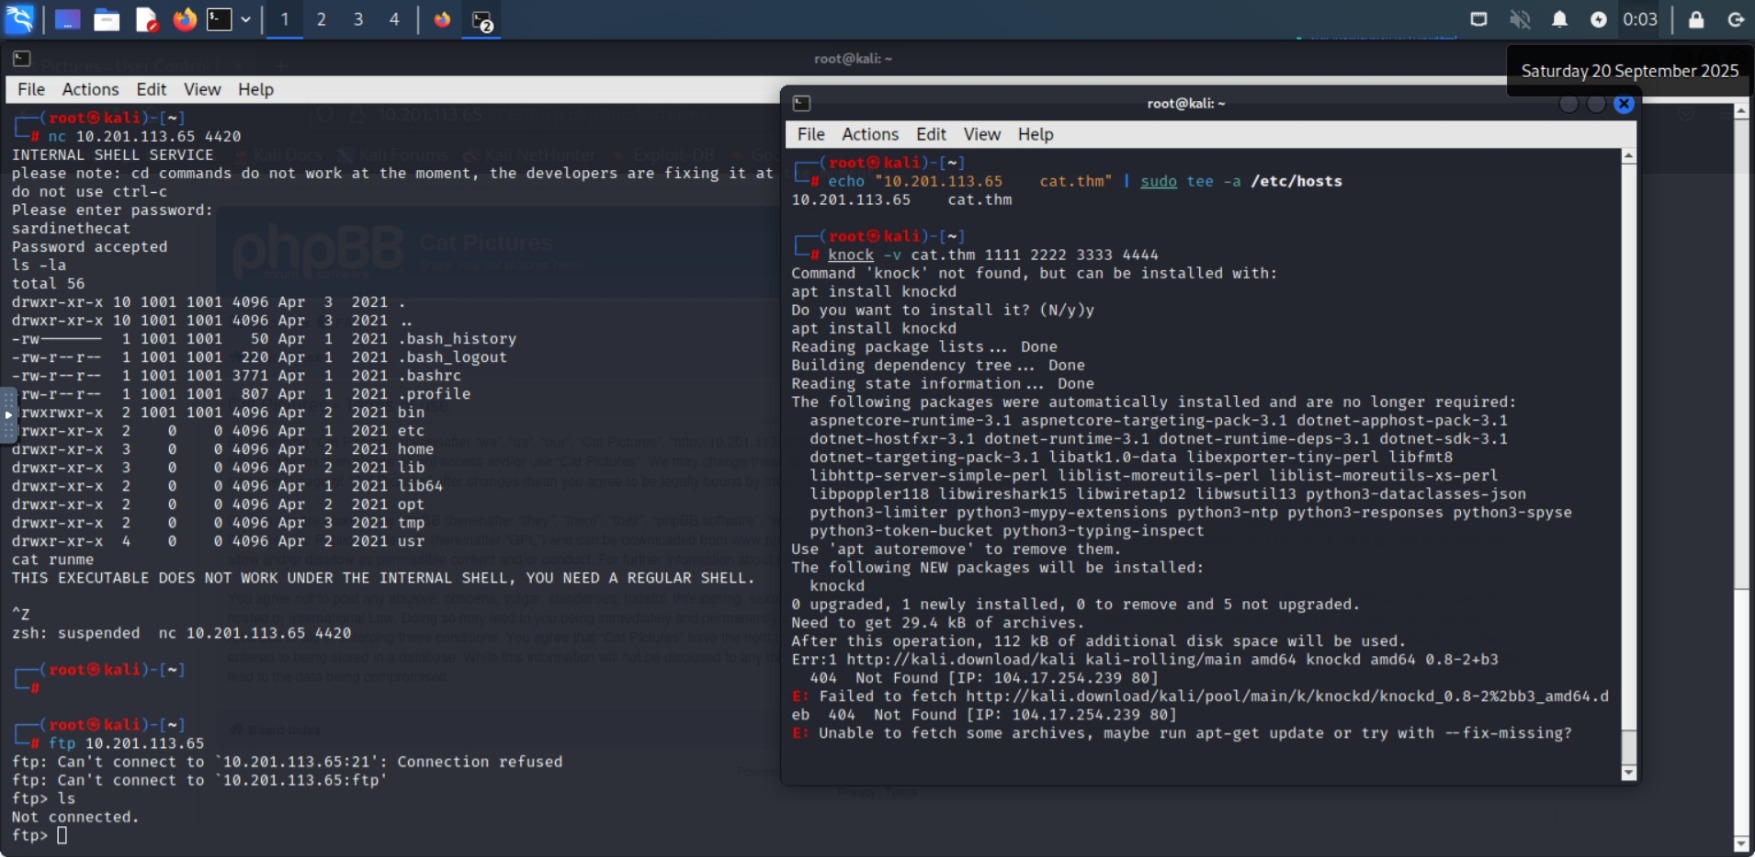 1 2 3 4 2 0:03
root@kali: ~
Saturday 20 September 2025
File Actions Edit View Help
┌──(root㉿kali)-[~]
└─# nc 10.201.113.65 4420
INTERNAL SHELL SERVICE
please note: cd commands do not work at the moment, the developers are fixing it at
do not use ctrl-c
Please enter password:
sardinethecat
Password accepted
ls -la
total 56
drwxr-xr-x 10 1001 1001 4096 Apr 3 2021 .
drwxr-xr-x 10 1001 1001 4096 Apr 3 2021 ..
-rw------- 1 1001 1001 50 Apr 1 2021 .bash_history
-rw-r--r-- 1 1001 1001 220 Apr 1 2021 .bash_logout
-rw-r--r-- 1 1001 1001 3771 Apr 1 2021 .bashrc
-rw-r--r-- 1 1001 1001 807 Apr 1 2021 .profile
drwxrwxr-x 2 1001 1001 4096 Apr 2 2021 bin
drwxr-xr-x 2 0 0 4096 Apr 1 2021 etc
drwxr-xr-x 3 0 0 4096 Apr 2 2021 home
drwxr-xr-x 3 0 0 4096 Apr 2 2021 lib
drwxr-xr-x 2 0 0 4096 Apr 1 2021 lib64
drwxr-xr-x 2 0 0 4096 Apr 2 2021 opt
drwxr-xr-x 2 0 0 4096 Apr 3 2021 tmp
drwxr-xr-x 4 0 0 4096 Apr 2 2021 usr
cat runme
THIS EXECUTABLE DOES NOT WORK UNDER THE INTERNAL SHELL, YOU NEED A REGULAR SHELL.
^Z
zsh: suspended nc 10.201.113.65 4420
┌──(root㉿kali)-[~]
└─#
┌──(root㉿kali)-[~]
└─# ftp 10.201.113.65
ftp: Can't connect to `10.201.113.65:21': Connection refused
ftp: Can't connect to `10.201.113.65:ftp'
ftp> ls
Not connected.
ftp>
phpBB
Cat Pictures
root@kali: ~
File Actions Edit View Help
┌──(root㉿kali)-[~]
└─# echo "10.201.113.65    cat.thm" | sudo tee -a /etc/hosts
10.201.113.65    cat.thm
┌──(root㉿kali)-[~]
└─# knock -v cat.thm 1111 2222 3333 4444
Command 'knock' not found, but can be installed with:
apt install knockd
Do you want to install it? (N/y)y
apt install knockd
Reading package lists... Done
Building dependency tree... Done
Reading state information... Done
The following packages were automatically installed and are no longer required:
aspnetcore-runtime-3.1 aspnetcore-targeting-pack-3.1 dotnet-apphost-pack-3.1
dotnet-hostfxr-3.1 dotnet-runtime-3.1 dotnet-runtime-deps-3.1 dotnet-sdk-3.1
dotnet-targeting-pack-3.1 libatk1.0-data libexporter-tiny-perl libfmt8
libhttp-server-simple-perl liblist-moreutils-perl liblist-moreutils-xs-perl
libpoppler118 libwireshark15 libwiretap12 libwsutil13 python3-dataclasses-json
python3-limiter python3-mypy-extensions python3-ntp python3-responses python3-spyse
python3-token-bucket python3-typing-inspect
Use 'apt autoremove' to remove them.
The following NEW packages will be installed:
knockd
0 upgraded, 1 newly installed, 0 to remove and 5 not upgraded.
Need to get 29.4 kB of archives.
After this operation, 112 kB of additional disk space will be used.
Err:1 http://kali.download/kali kali-rolling/main amd64 knockd amd64 0.8-2+b3
404 Not Found [IP: 104.17.254.239 80]
E: Failed to fetch http://kali.download/kali/pool/main/k/knockd/knockd_0.8-2%2bb3_amd64.d
eb 404 Not Found [IP: 104.17.254.239 80]
E: Unable to fetch some archives, maybe run apt-get update or try with --fix-missing?